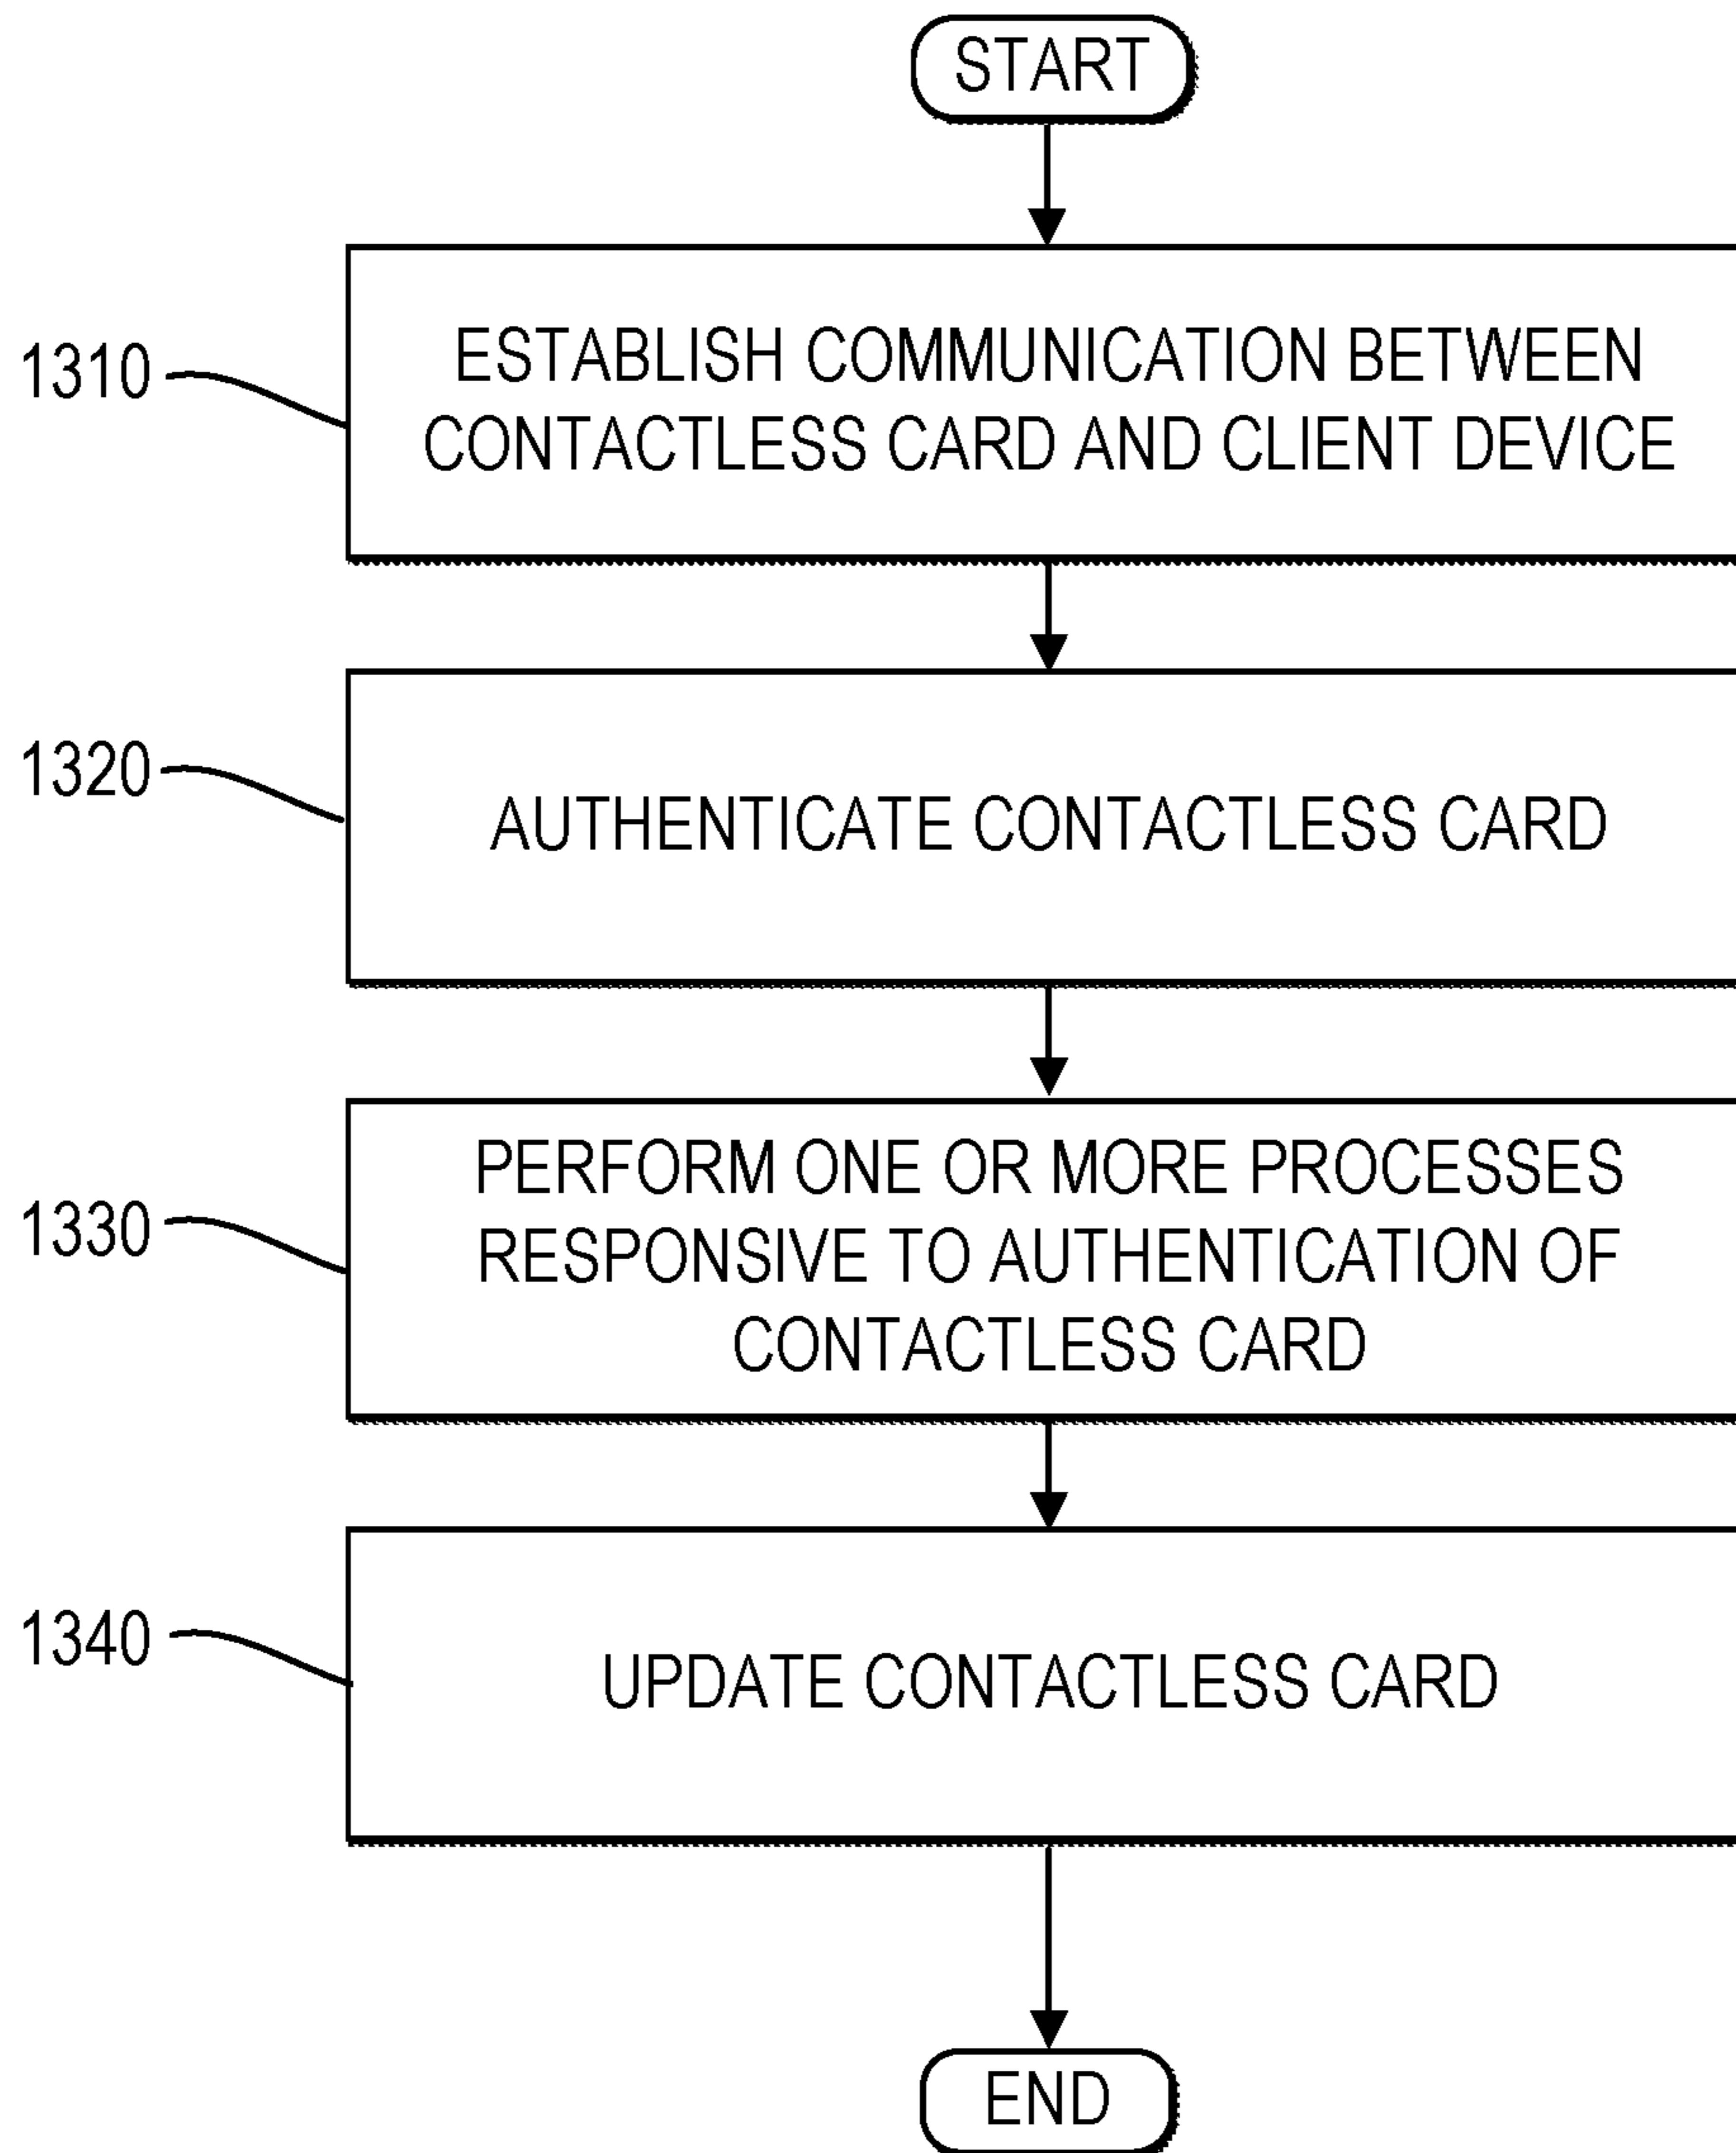 START
1310
ESTABLISH COMMUNICATION BETWEEN
CONTACTLESS CARD AND CLIENT DEVICE
1320
AUTHENTICATE CONTACTLESS CARD
1330
PERFORM ONE OR MORE PROCESSES
RESPONSIVE TO AUTHENTICATION OF
CONTACTLESS CARD
1340
UPDATE CONTACTLESS CARD
END